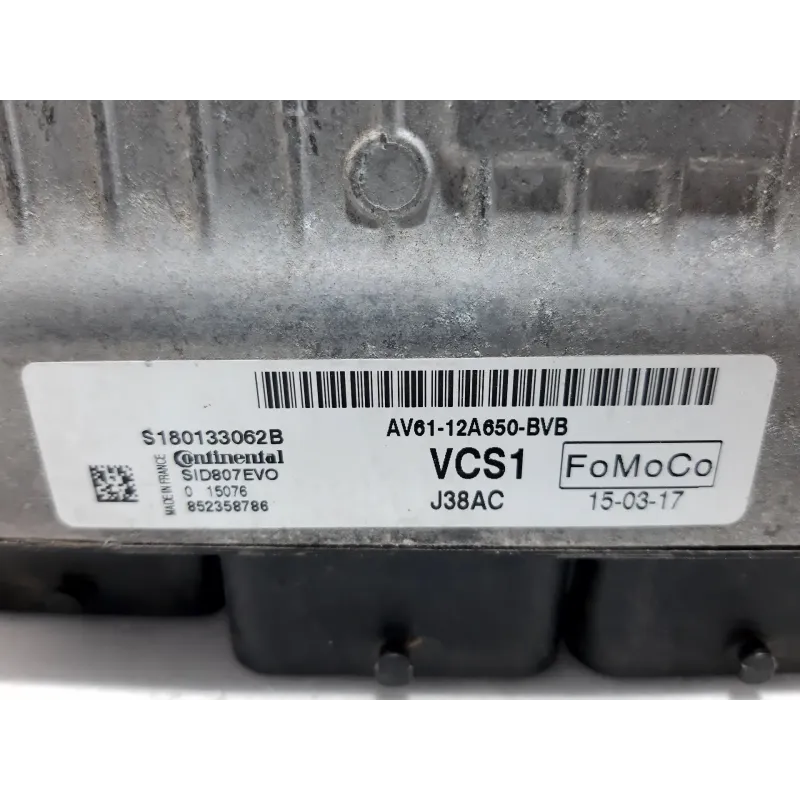 S180133062B
Continental
SID807EVO
0 15076
852358786
MADE IN FRANCE
AV61-12A650-BVB
VCS1
J38AC
FoMoCo
15-03-17